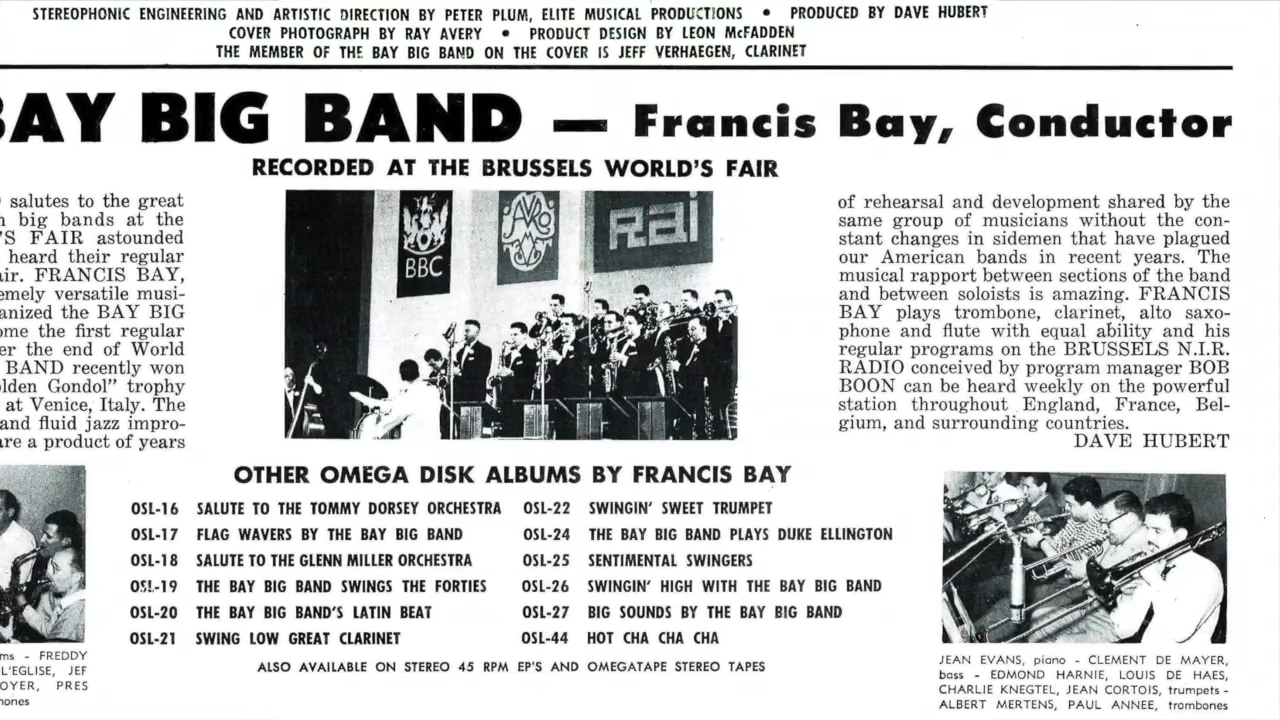 STEREOPHONIC ENGINEERING AND ARTISTIC DIRECTION BY PETER PLUM, ELITE MUSICAL PRODUCTIONS • PRODUCED BY DAVE HUBERT
COVER PHOTOGRAPH BY RAY AVERY • PRODUCT DESIGN BY LEON McFADDEN
THE MEMBER OF THE BAY BIG BAND ON THE COVER IS JEFF VERHAEGEN, CLARINET
BAY BIG BAND — Francis Bay, Conductor
RECORDED AT THE BRUSSELS WORLD'S FAIR
salutes to the great
big bands at the
'S FAIR astounded
heard their regular
air. FRANCIS BAY,
emely versatile musi-
anized the BAY BIG
ome the first regular
er the end of World
BAND recently won
olden Gondol" trophy
at Venice, Italy. The
and fluid jazz impro-
are a product of years
BBC
rai
of rehearsal and development shared by the
same group of musicians without the con-
stant changes in sidemen that have plagued
our American bands in recent years. The
musical rapport between sections of the band
and between soloists is amazing. FRANCIS
BAY plays trombone, clarinet, alto saxo-
phone and flute with equal ability and his
regular programs on the BRUSSELS N.I.R.
RADIO conceived by program manager BOB
BOON can be heard weekly on the powerful
station throughout England, France, Bel-
gium, and surrounding countries.
DAVE HUBERT
OTHER OMEGA DISK ALBUMS BY FRANCIS BAY
OSL-16 SALUTE TO THE TOMMY DORSEY ORCHESTRA
OSL-17 FLAG WAVERS BY THE BAY BIG BAND
OSL-18 SALUTE TO THE GLENN MILLER ORCHESTRA
OSL-19 THE BAY BIG BAND SWINGS THE FORTIES
OSL-20 THE BAY BIG BAND'S LATIN BEAT
OSL-21 SWING LOW GREAT CLARINET
OSL-22 SWINGIN' SWEET TRUMPET
OSL-24 THE BAY BIG BAND PLAYS DUKE ELLINGTON
OSL-25 SENTIMENTAL SWINGERS
OSL-26 SWINGIN' HIGH WITH THE BAY BIG BAND
OSL-27 BIG SOUNDS BY THE BAY BIG BAND
OSL-44 HOT CHA CHA CHA
ALSO AVAILABLE ON STEREO 45 RPM EP'S AND OMEGATAPE STEREO TAPES
ms - FREDDY
L'EGLISE, JEF
OYER, PRES
hones
JEAN EVANS, piano - CLEMENT DE MAYER,
bass - EDMOND HARNIE, LOUIS DE HAES,
CHARLIE KNEGTEL, JEAN CORTOIS, trumpets -
ALBERT MERTENS, PAUL ANNEE, trombones